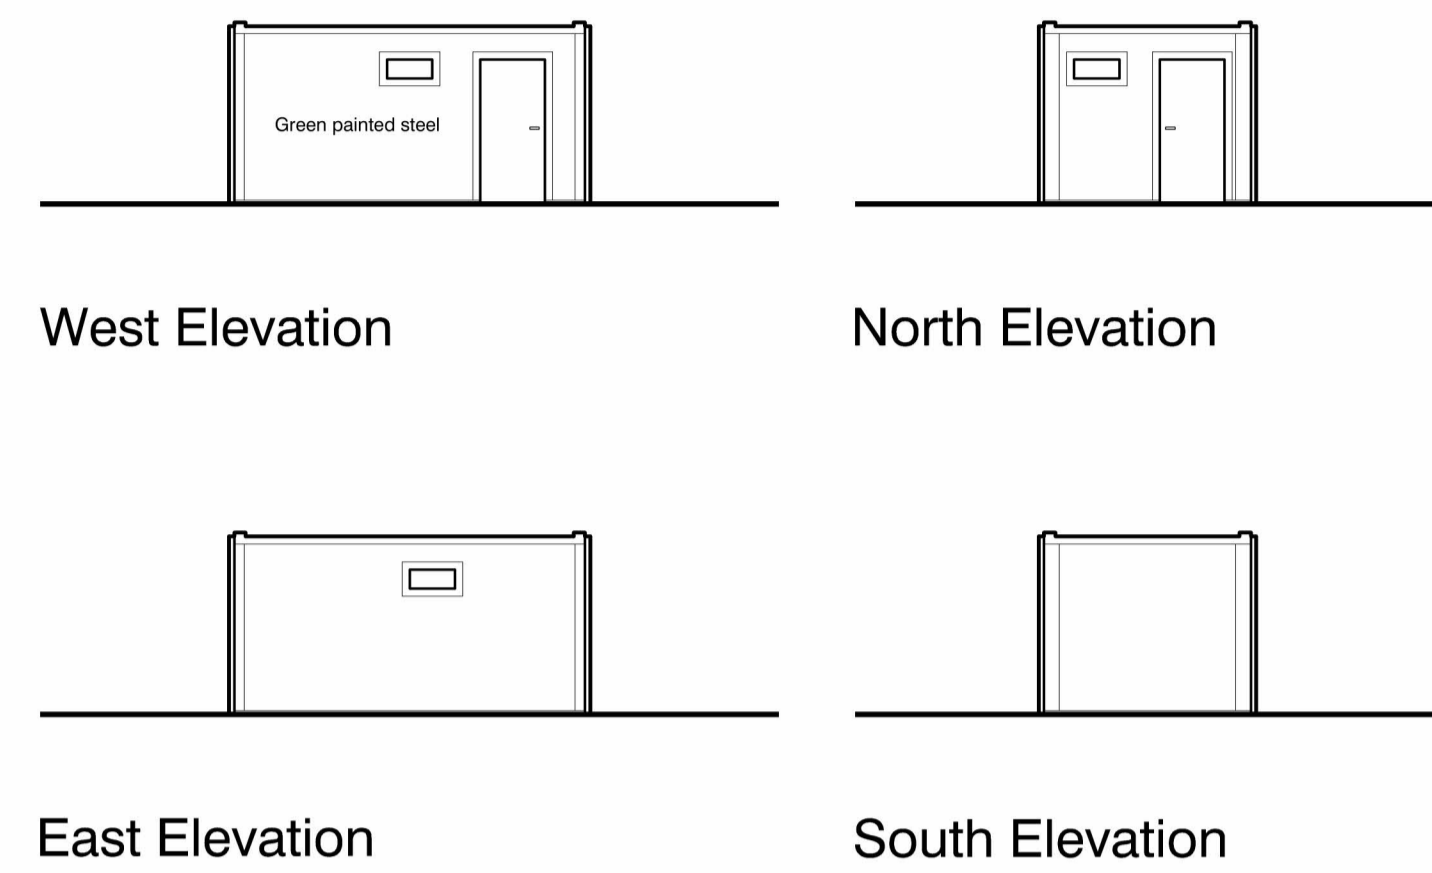 Green painted steel
West Elevation
North Elevation
East Elevation
South Elevation